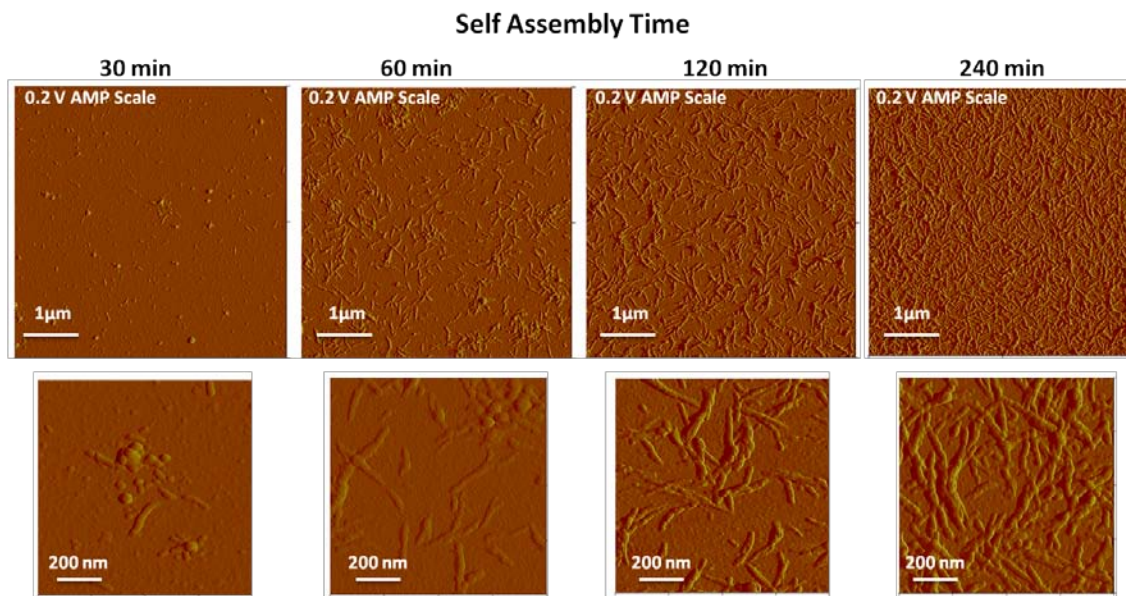 Self Assembly Time
30 min
60 min
120 min
240 min
0.2 V AMP Scale
0.2 V AMP Scale
0.2 V AMP Scale
0.2 V AMP Scale
1μm
1μm
1μm
1μm
200 nm
200 nm
200 nm
200 nm